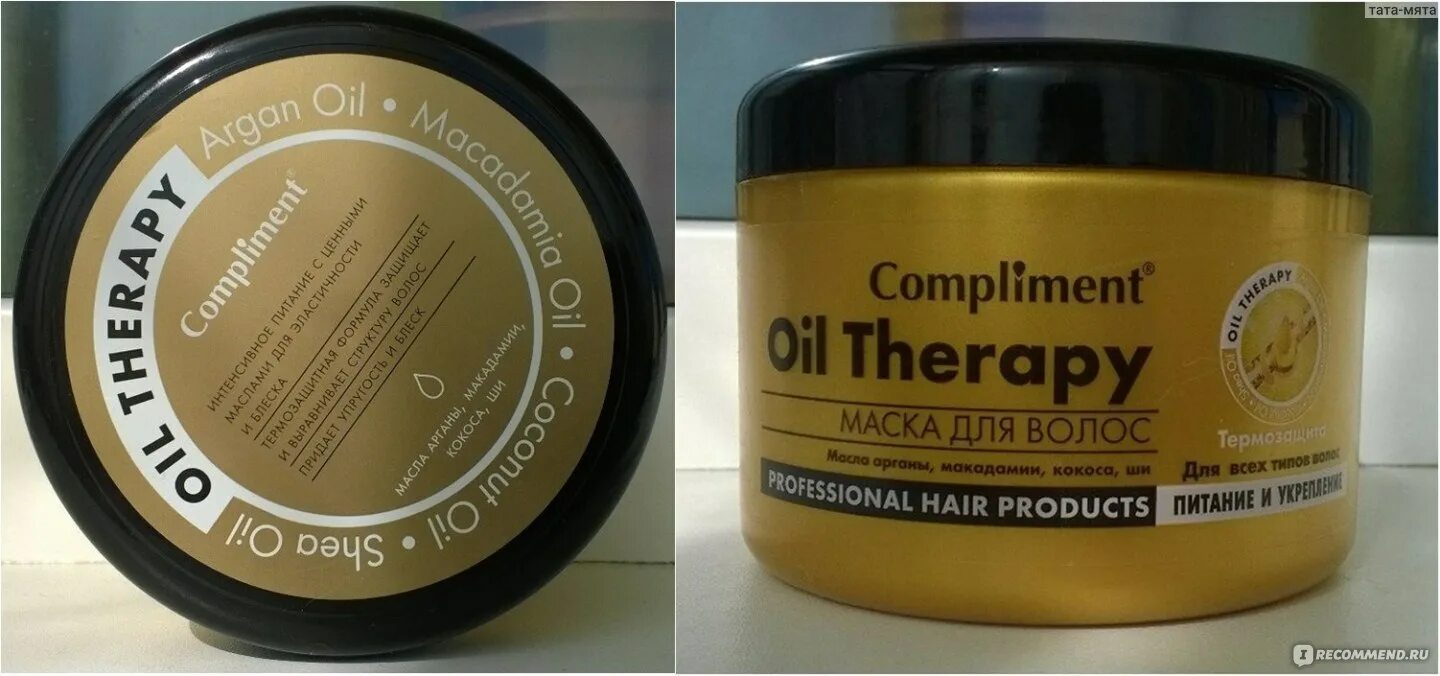 OIL THERAPY
Argan Oil • Macadamia Oil • Coconut Oil • Shea Oil
Compliment
ИНТЕНСИВНОЕ ПИТАНИЕ С ЦЕННЫМИ
МАСЛАМИ ДЛЯ ЭЛАСТИЧНОСТИ
И БЛЕСКА
ТЕРМОЗАЩИТНАЯ ФОРМУЛА ЗАЩИЩАЕТ
И ВЫРАВНИВАЕТ СТРУКТУРУ ВОЛОС
ПРИДАЕТ УПРУГОСТЬ И БЛЕСК
МАСЛА АРГАНЫ, МАКАДАМИИ,
КОКОСА, ШИ
тата-мята
Compliment®
Oil Therapy
МАСКА ДЛЯ ВОЛОС
Масла арганы, макадамии, кокоса, ши
PROFESSIONAL HAIR PRODUCTS
OIL THERAPY
Термозащита
Для всех типов волос
ПИТАНИЕ И УКРЕПЛЕНИЕ
IRECOMMEND.RU